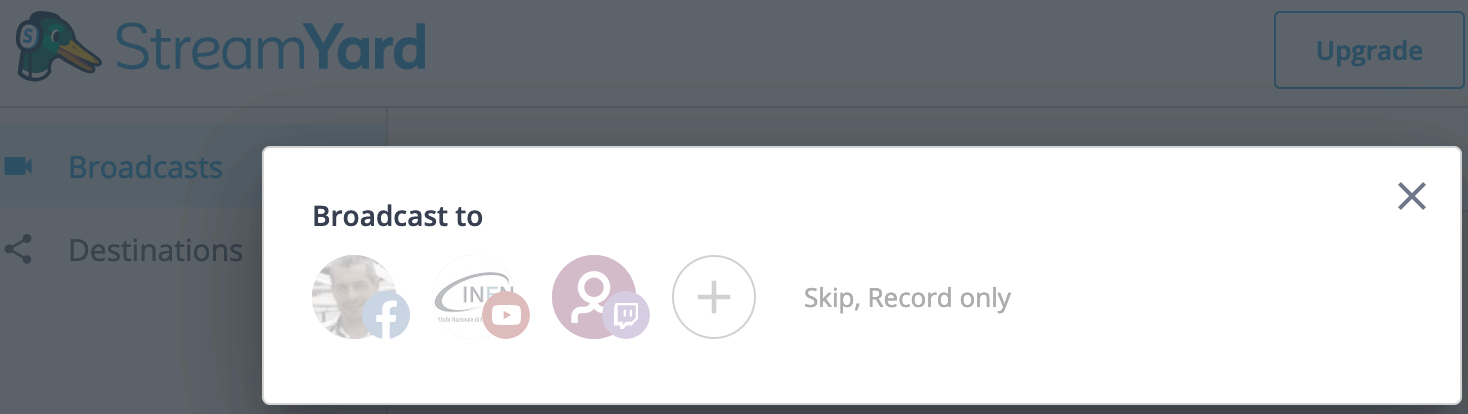 StreamYard
Upgrade
Broadcasts
Destinations
Broadcast to
INFN
Skip, Record only